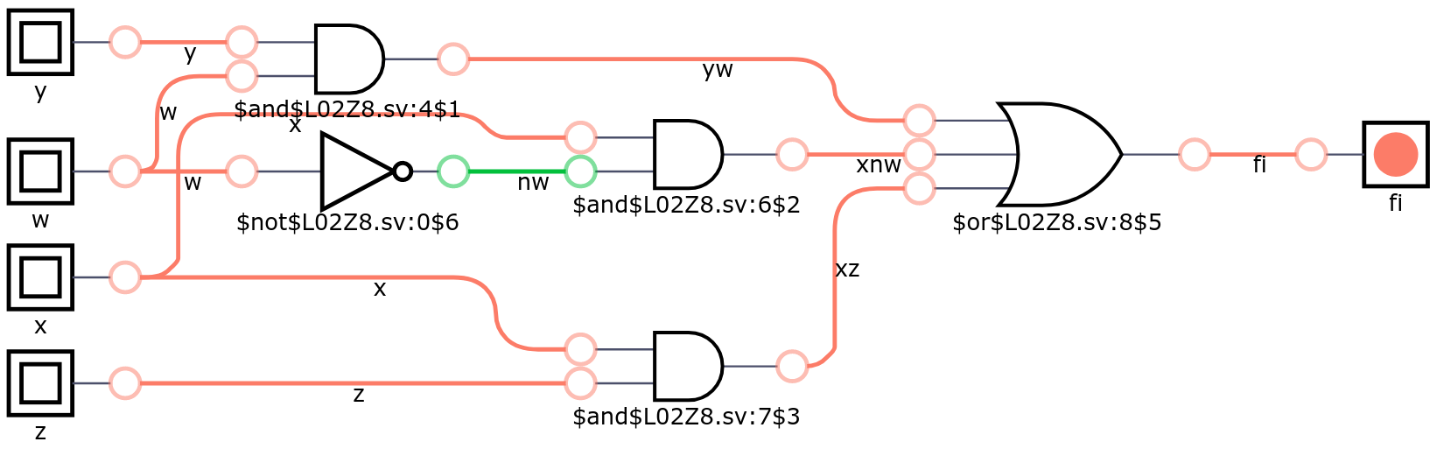 y
y
w
$and$L02Z8.sv:4$1
yw
w
w
nw
$not$L02Z8.sv:0$6
x
xnw
$and$L02Z8.sv:6$2
$or$L02Z8.sv:8$5
fi
fi
x
x
xz
z
z
$and$L02Z8.sv:7$3